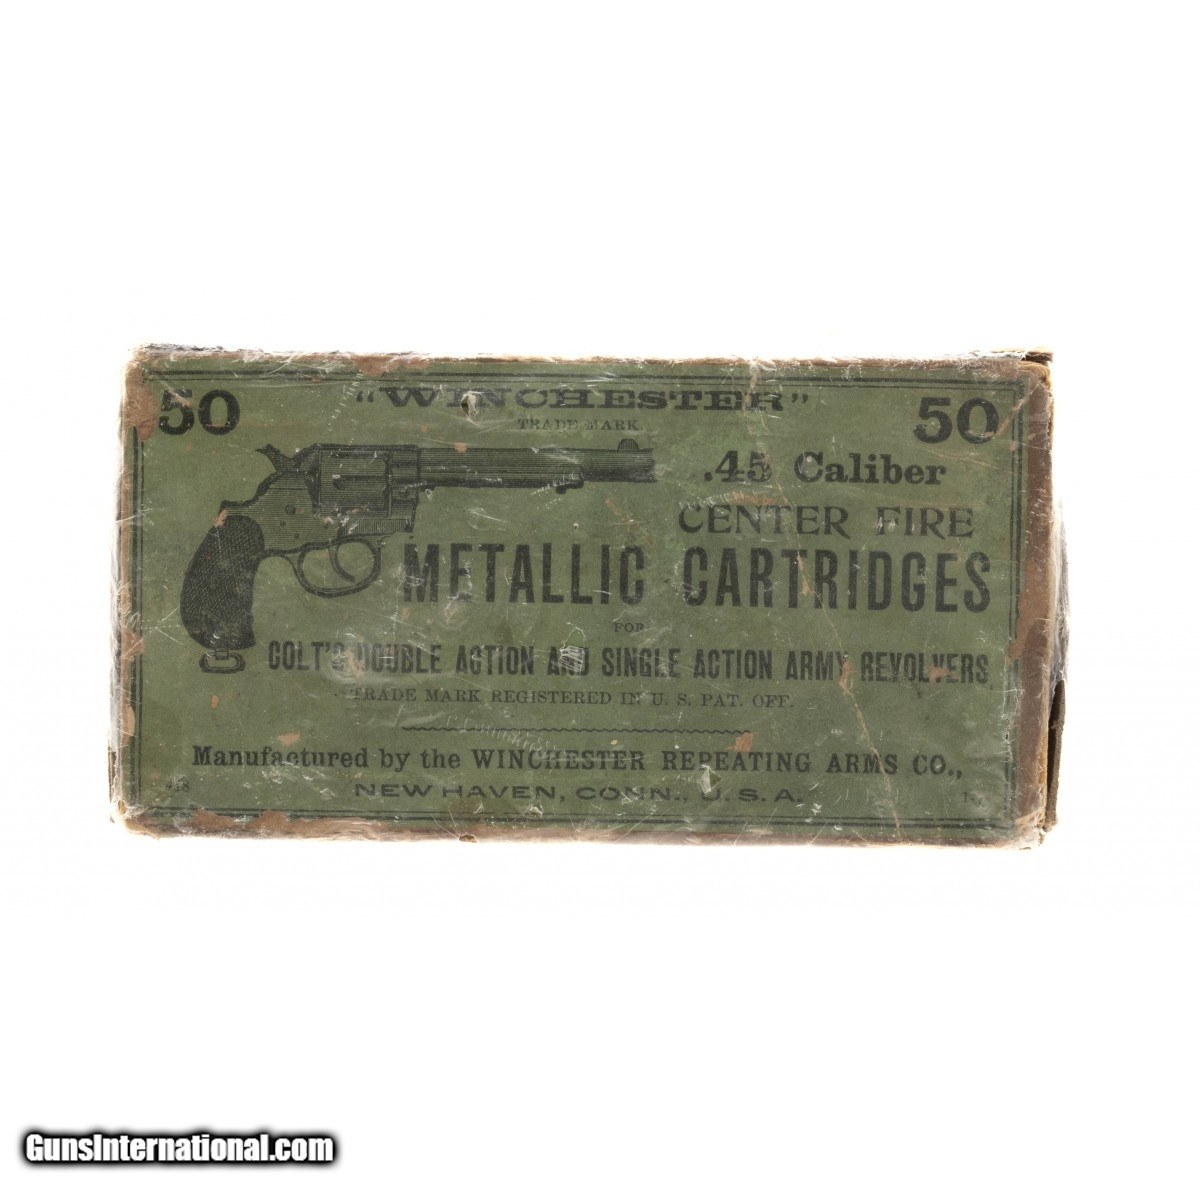 50 "WINCHESTER" 50
TRADE MARK.
.45 Caliber
CENTER FIRE
METALLIC CARTRIDGES
FOR
COLT'S DOUBLE ACTION AND SINGLE ACTION ARMY REVOLVERS
TRADE MARK REGISTERED IN U. S. PAT. OFF.
Manufactured by the WINCHESTER REPEATING ARMS CO.,
NEW HAVEN, CONN., U. S. A.
GunsInternational.com